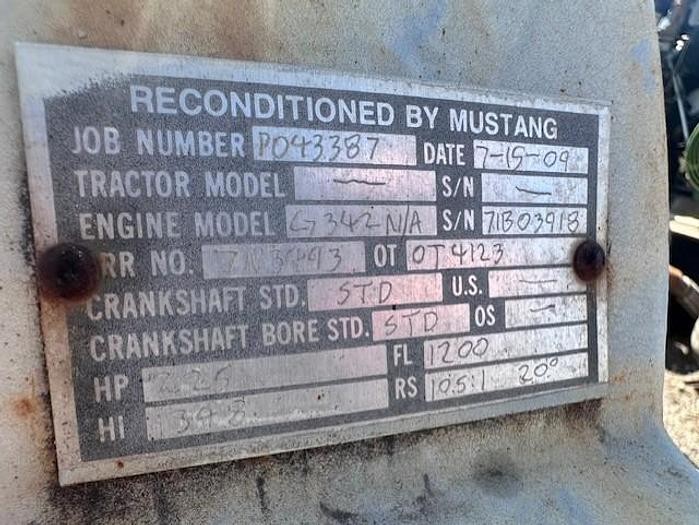 RECONDITIONED BY MUSTANG
JOB NUMBER P043387 DATE 7-15-09
TRACTOR MODEL — S/N —
ENGINE MODEL G342 N/A S/N 71B03918
RR NO. OT OT4123
CRANKSHAFT STD. STD U.S. —
CRANKSHAFT BORE STD. STD OS —
HP 225 FL 1200
HI 398 RS 10.5:1 20°